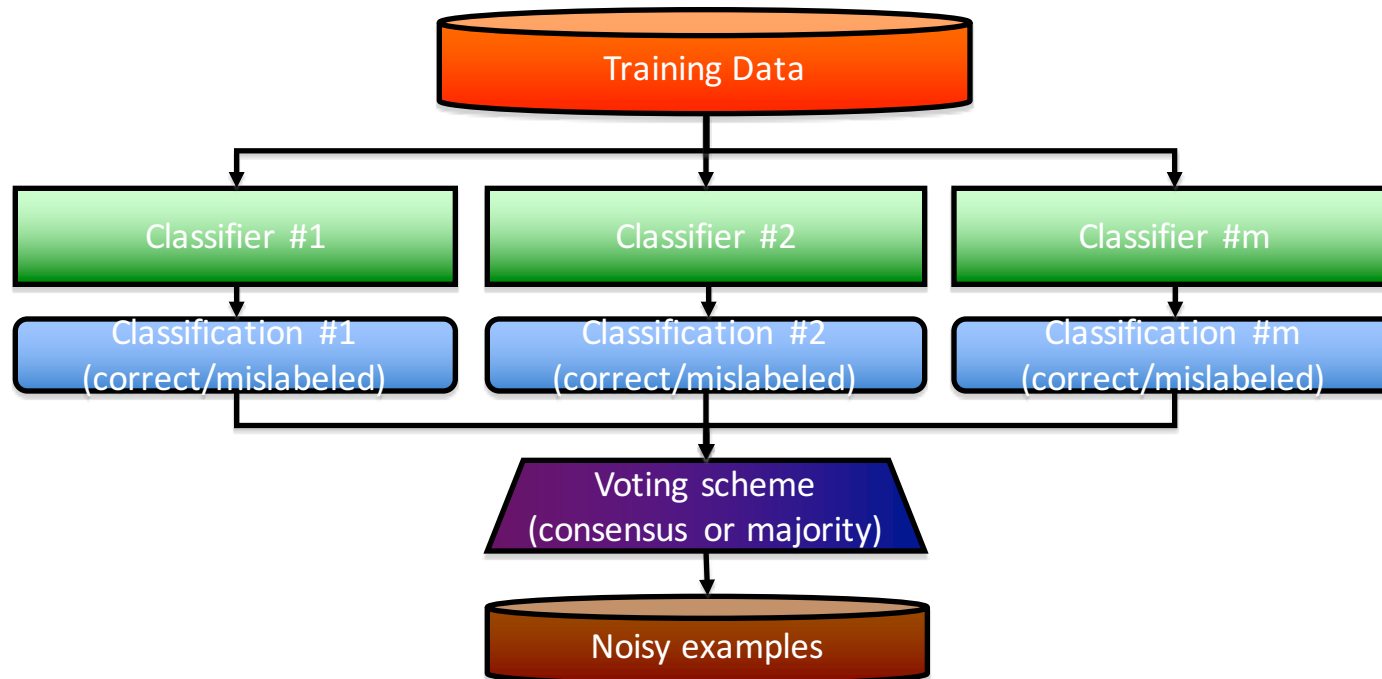 Training Data
Classifier #1
Classifier #2
Classifier #m
Classification #1
(correct/mislabeled)
Classification #2
(correct/mislabeled)
Classification #m
(correct/mislabeled)
Voting scheme
(consensus or majority)
Noisy examples